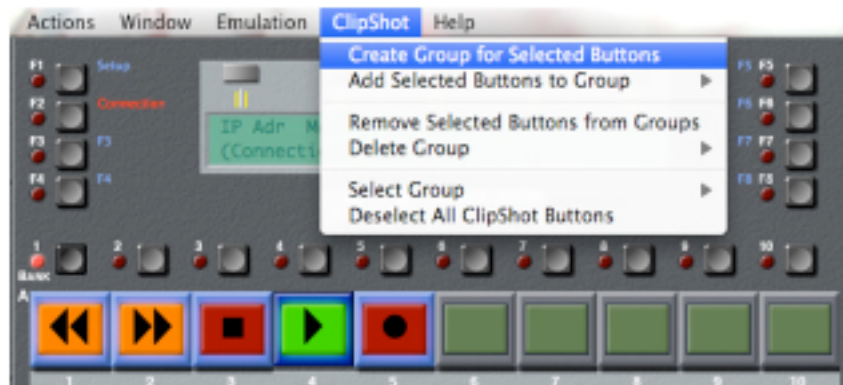 Actions Window Emulation ClipShot Help
Create Group for Selected Buttons
Add Selected Buttons to Group
Remove Selected Buttons from Groups
Delete Group
Select Group
Deselect All ClipShot Buttons
F1 Setup
F2 Connection
F3 F3
F4 F4
IP Adr
(Connecti
F5 F5
F6 F6
F7 F7
F8 F8
1 2 3 4 5 6 7 8 9 10
BANK
A
1 2 3 4 5 6 7 8 9 10